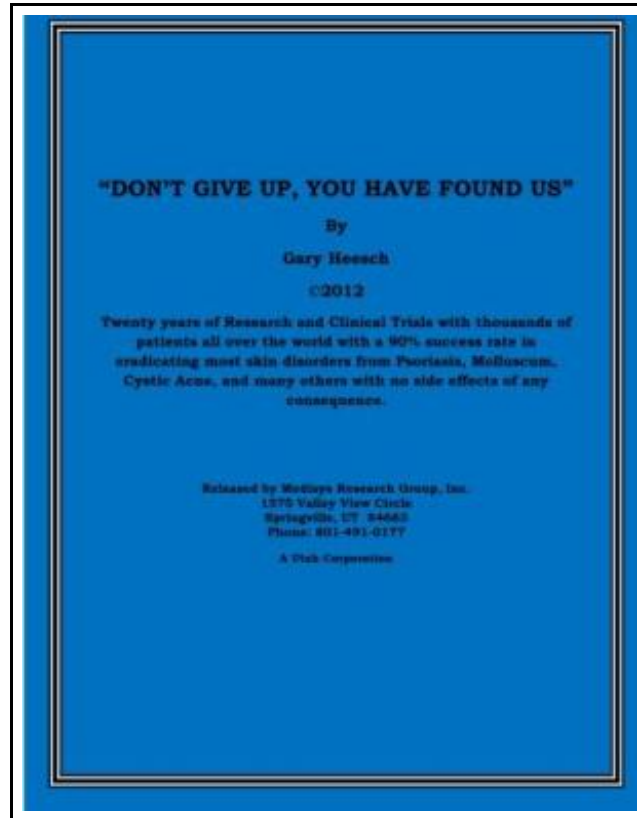 “DON’T GIVE UP, YOU HAVE FOUND US”
By
Gary Heesch
©2012
Twenty years of Research and Clinical Trials with thousands of
patients all over the world with a 90% success rate in
eradicating most skin disorders from Psoriasis, Molluscum,
Cystic Acne, and many others with no side effects of any
consequence.
Released by Research Group, Inc.
1575 Valley View Circle
Springville, UT 84663
Phone: 801-491-0177
A Utah Corporation